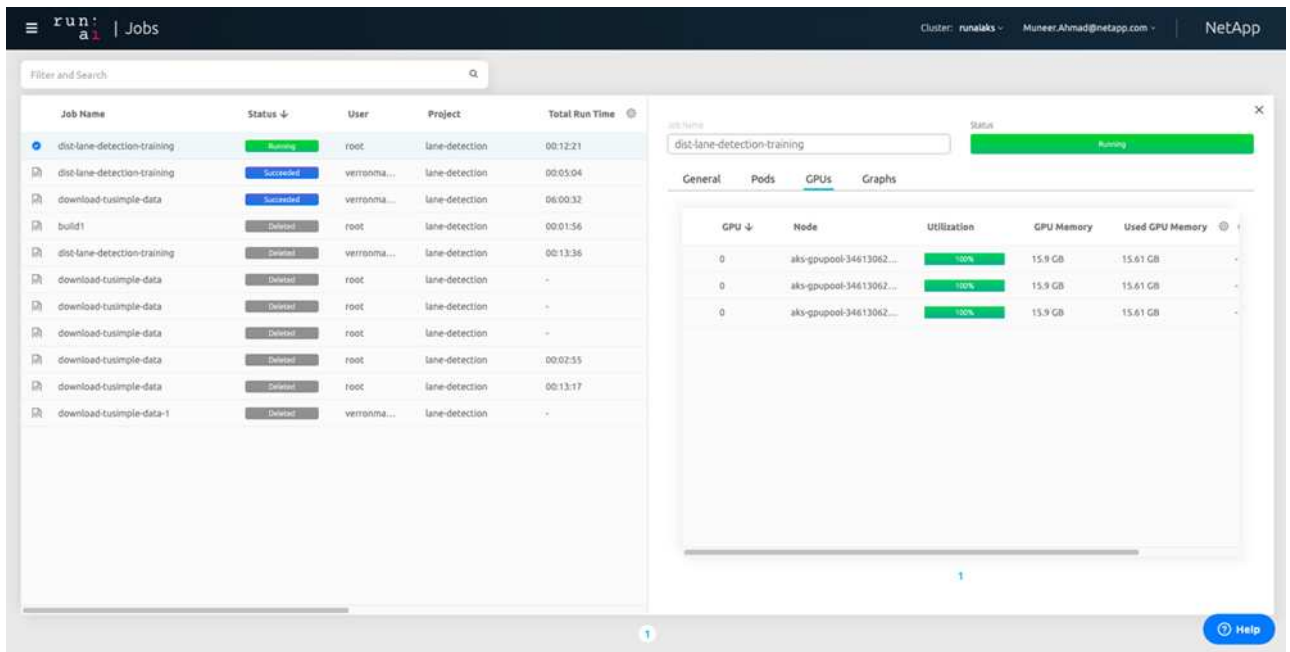 run:
ai | Jobs
Cluster: runaiaks
Muneer.Ahmad@netapp.com
NetApp
Filter and Search
Job Name Status User Project Total Run Time
dist-lane-detection-training Running root lane-detection 00:12:21
dist-lane-detection-training Succeeded verronma... lane-detection 00:05:04
download-tusimple-data Succeeded verronma... lane-detection 06:00:32
build1 Deleted root lane-detection 00:01:56
dist-lane-detection-training Deleted verronma... lane-detection 00:13:36
download-tusimple-data Deleted root lane-detection -
download-tusimple-data Deleted root lane-detection -
download-tusimple-data Deleted root lane-detection -
download-tusimple-data Deleted root lane-detection 00:02:55
download-tusimple-data Deleted root lane-detection 00:13:17
download-tusimple-data-1 Deleted verronma... lane-detection -
Job Name Status
dist-lane-detection-training Running
General Pods GPUs Graphs
GPU Node Utilization GPU Memory Used GPU Memory
0 aks-gpupool-34613062... 100% 15.9 GB 15.61 GB -
0 aks-gpupool-34613062... 100% 15.9 GB 15.61 GB -
0 aks-gpupool-34613062... 100% 15.9 GB 15.61 GB -
1
1
Help